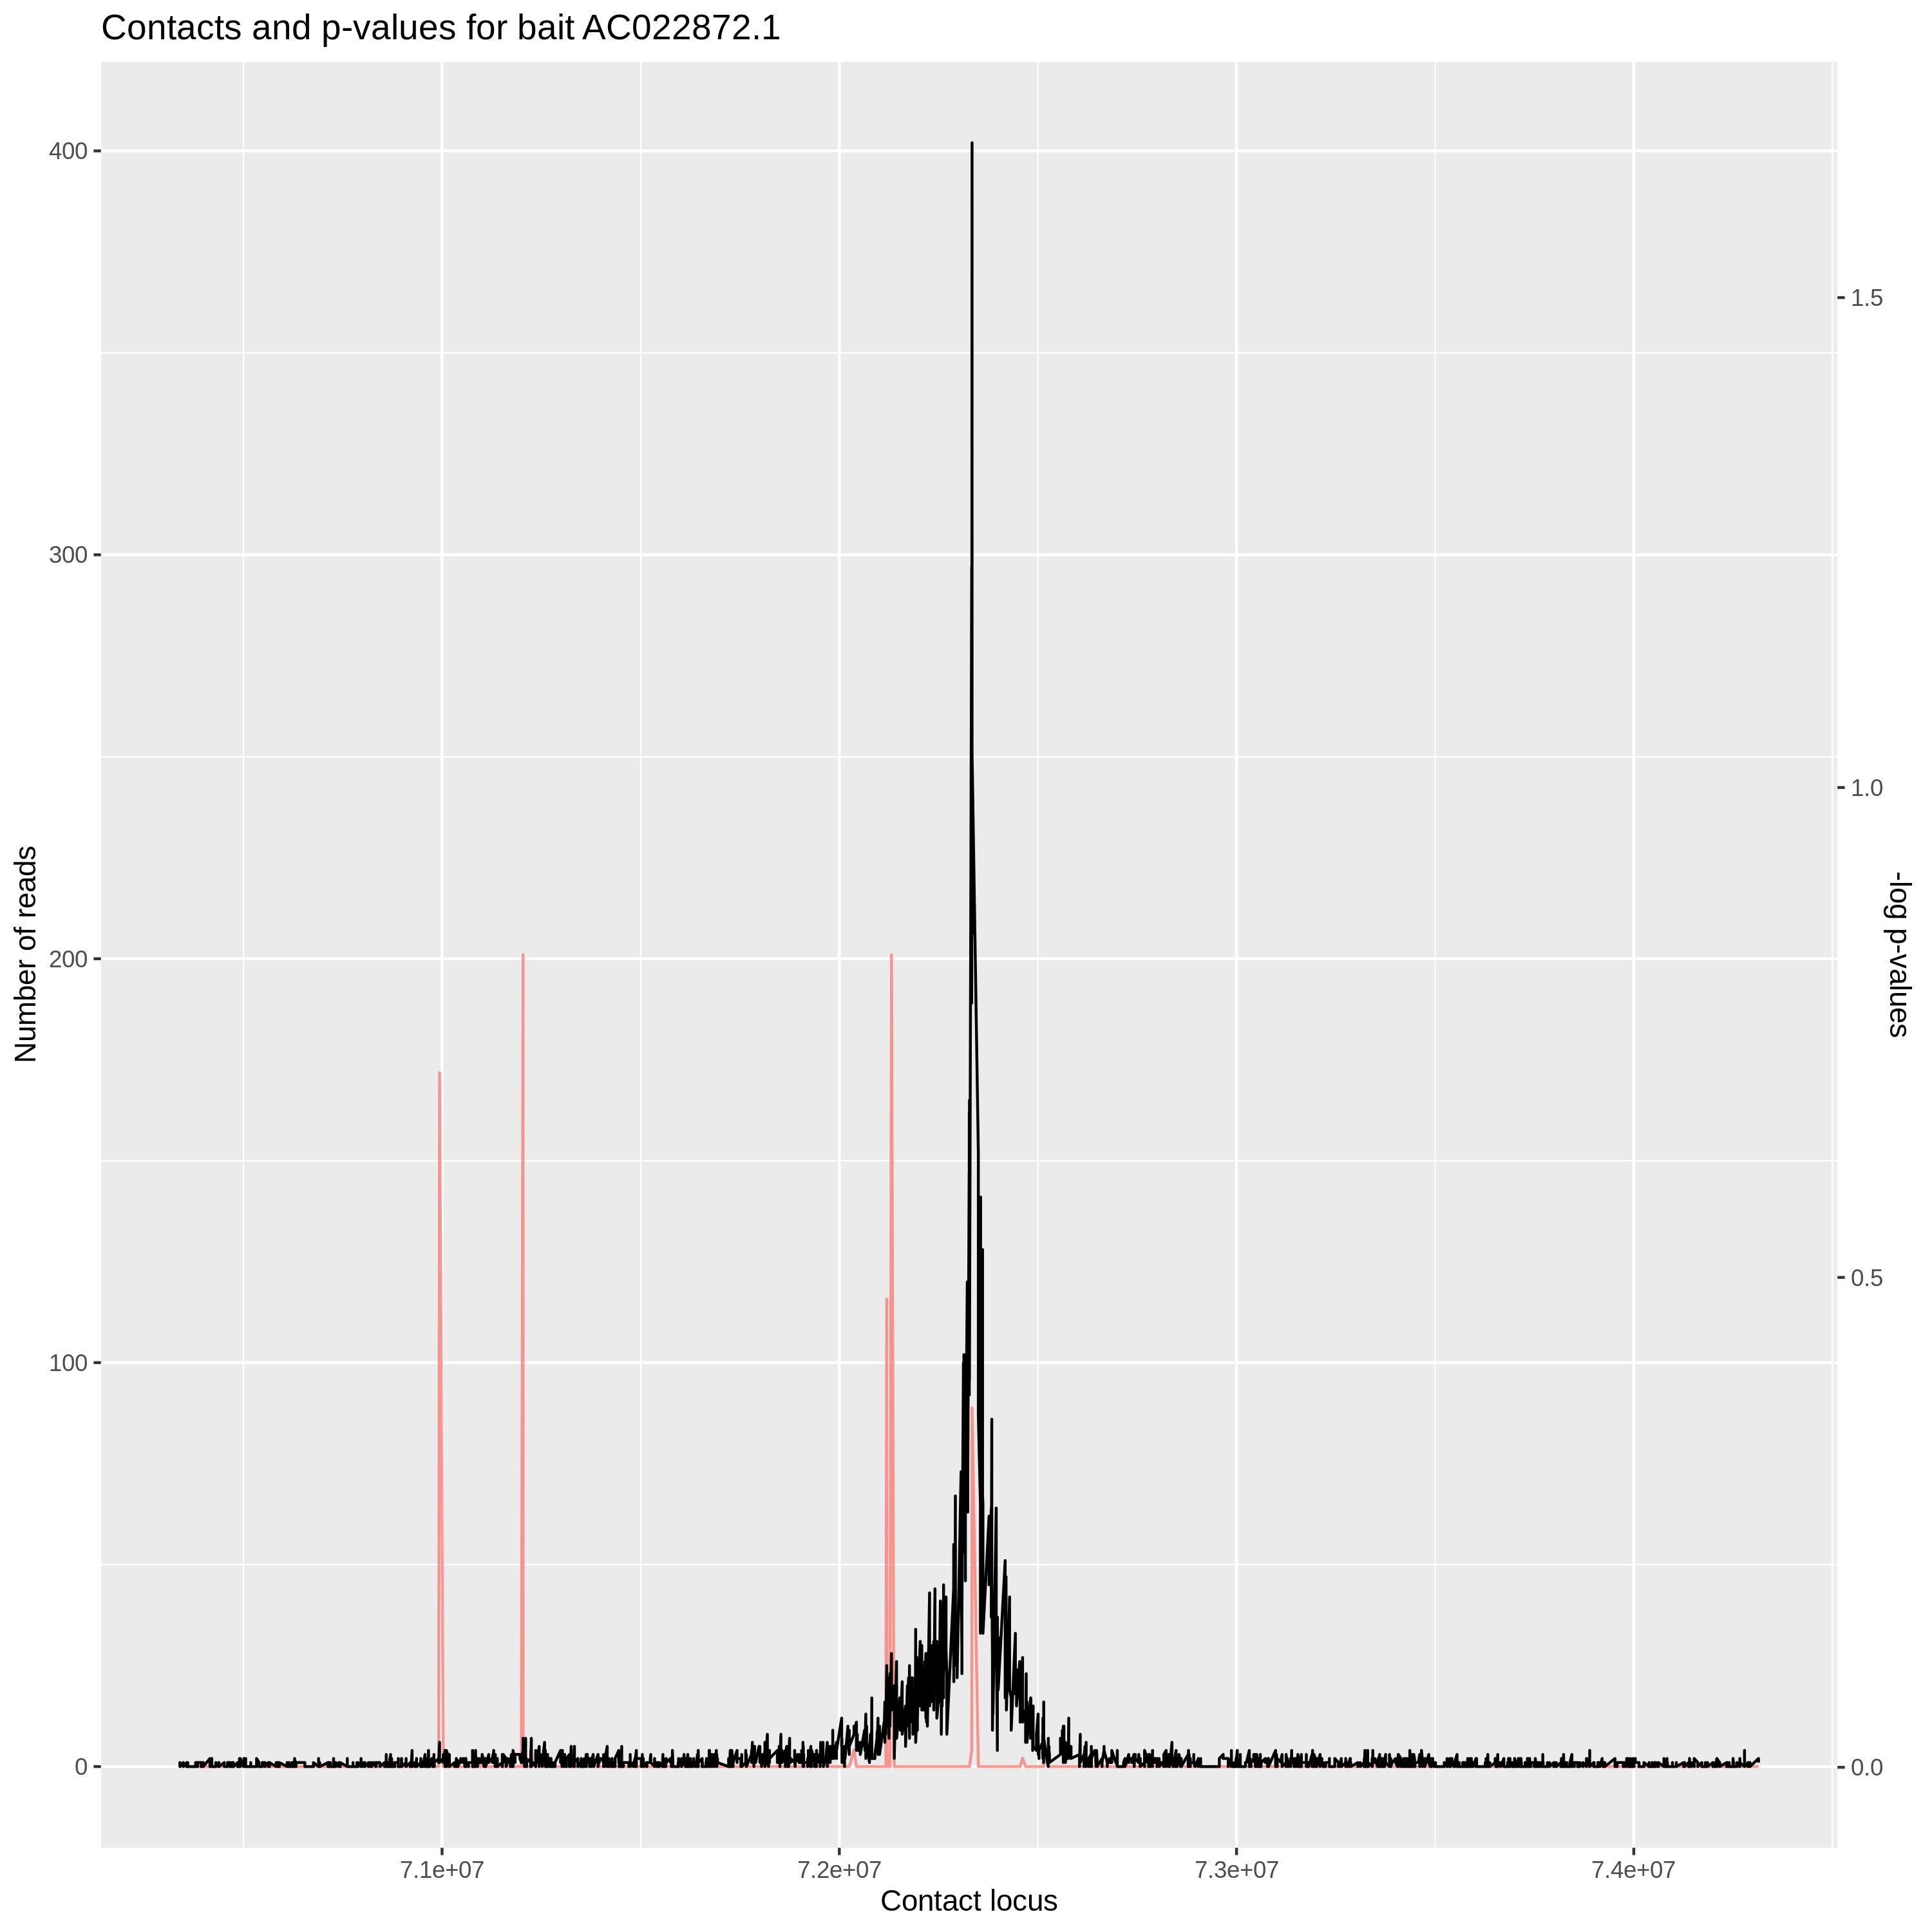 Contacts and p-values for bait AC022872.1
400
300
200
100
0
Number of reads
1.5
1.0
0.5
0.0
-log p-values
7.1e+07
7.2e+07
7.3e+07
7.4e+07
Contact locus